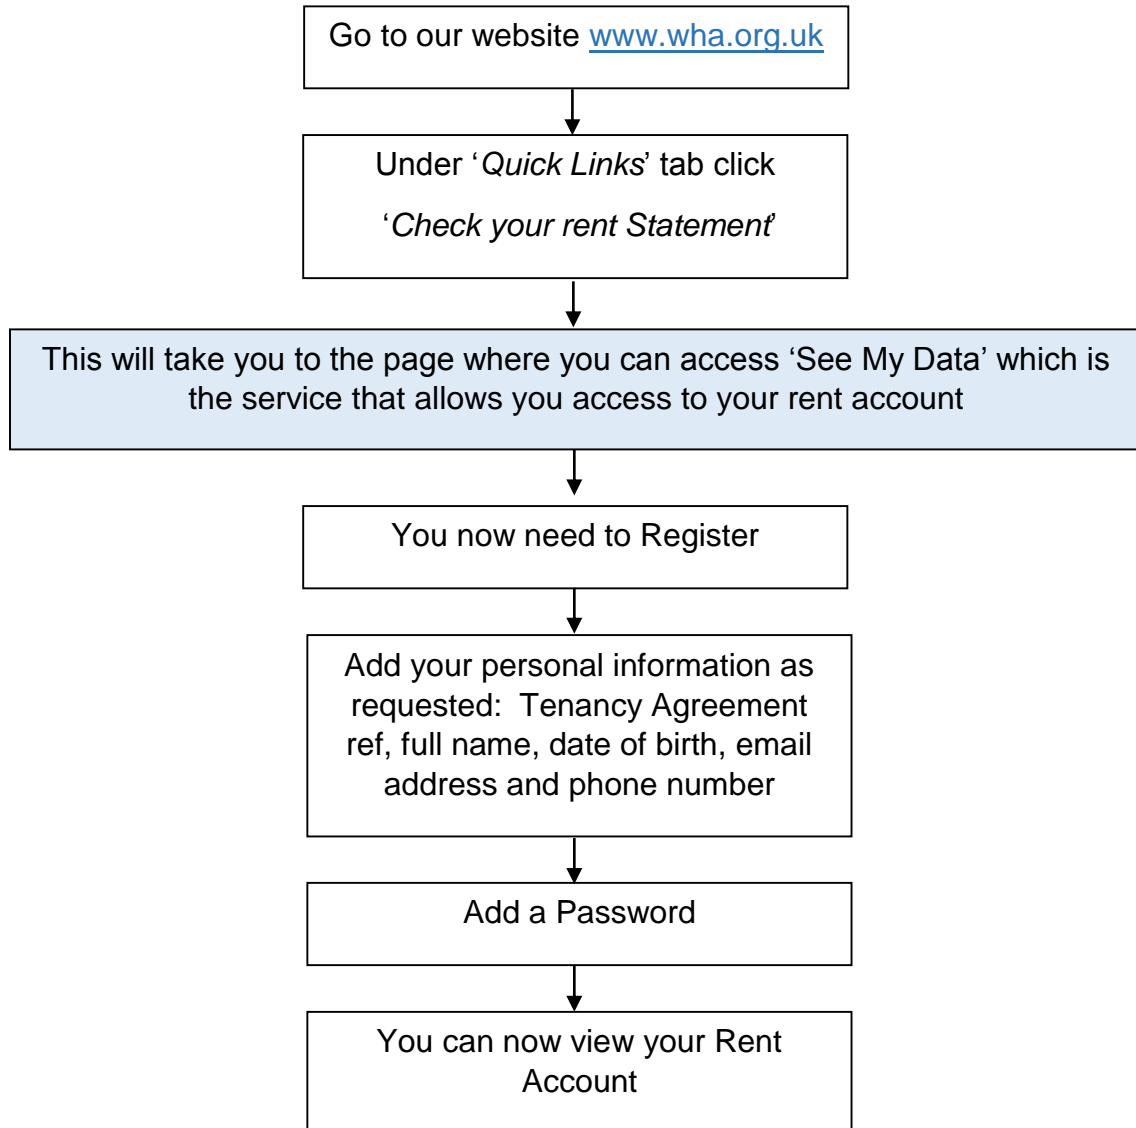 Go to our website www.wha.org.uk
Under ‘Quick Links’ tab click
‘Check your rent Statement’
This will take you to the page where you can access ‘See My Data’ which is
the service that allows you access to your rent account
You now need to Register
Add your personal information as
requested:  Tenancy Agreement
ref, full name, date of birth, email
address and phone number
Add a Password
You can now view your Rent
Account